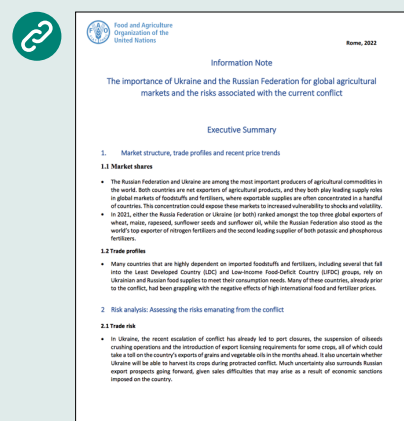 Food and Agriculture
Organization of the
United Nations
Rome, 2022
Information Note
The importance of Ukraine and the Russian Federation for global agricultural
markets and the risks associated with the current conflict
Executive Summary
1. Market structure, trade profiles and recent price trends
1.1 Market shares
• The Russian Federation and Ukraine are among the most important producers of agricultural commodities in
the world. Both countries are net exporters of agricultural products, and they both play leading supply roles
in global markets of foodstuffs and fertilisers, where exportable supplies are often concentrated in a handful
of countries. This concentration could expose these markets to increased vulnerability to shocks and volatility.
• In 2021, either the Russia Federation or Ukraine (or both) ranked amongst the top three global exporters of
wheat, maize, rapeseed, sunflower seeds and sunflower oil, while the Russian Federation also stood as the
world's top exporter of nitrogen fertilizers and the second leading supplier of both potassic and phosphorous
fertilizers.
1.2 Trade profiles
• Many countries that are highly dependent on imported foodstuffs and fertilizers, including several that fall
into the Least Developed Country (LDC) and Low-Income Food-Deficit Country (LIFDC) groups, rely on
Ukrainian and Russian food supplies to meet their consumption needs. Many of these countries, already prior
to the conflict, had been grappling with the negative effects of high international food and fertilizer prices.
2 Risk analysis: Assessing the risks emanating from the conflict
2.1 Trade risk
• In Ukraine, the recent escalation of conflict has already led to port closures, the suspension of oilseeds
crushing operations and the introduction of export licensing requirements for some crops, all of which could
take a toll on the country's exports of grains and vegetable oils in the months ahead. It also uncertain whether
Ukraine will be able to harvest its crops during protracted conflict. Much uncertainty also surrounds Russian
export prospects going forward, given sales difficulties that may arise as a result of economic sanctions
imposed on the country.